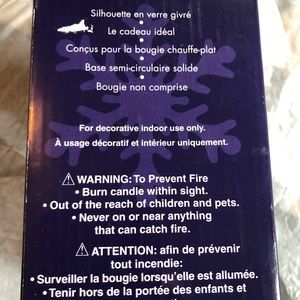 Silhouette en verre givré
•
Le cadeau idéal
•
Conçus pour la bougie chauffe-plat
•
Base semi-circulaire solide
•
Bougie non comprise
For decorative indoor use only.
À usage décoratif et intérieur uniquement.
⚠ WARNING: To Prevent Fire
• Burn candle within sight.
• Out of the reach of children and pets.
• Never on or near anything
that can catch fire.
⚠ ATTENTION: afin de prévenir
tout incendie:
• Surveiller la bougie lorsqu'elle est allumée.
• Tenir hors de la portée des enfants et